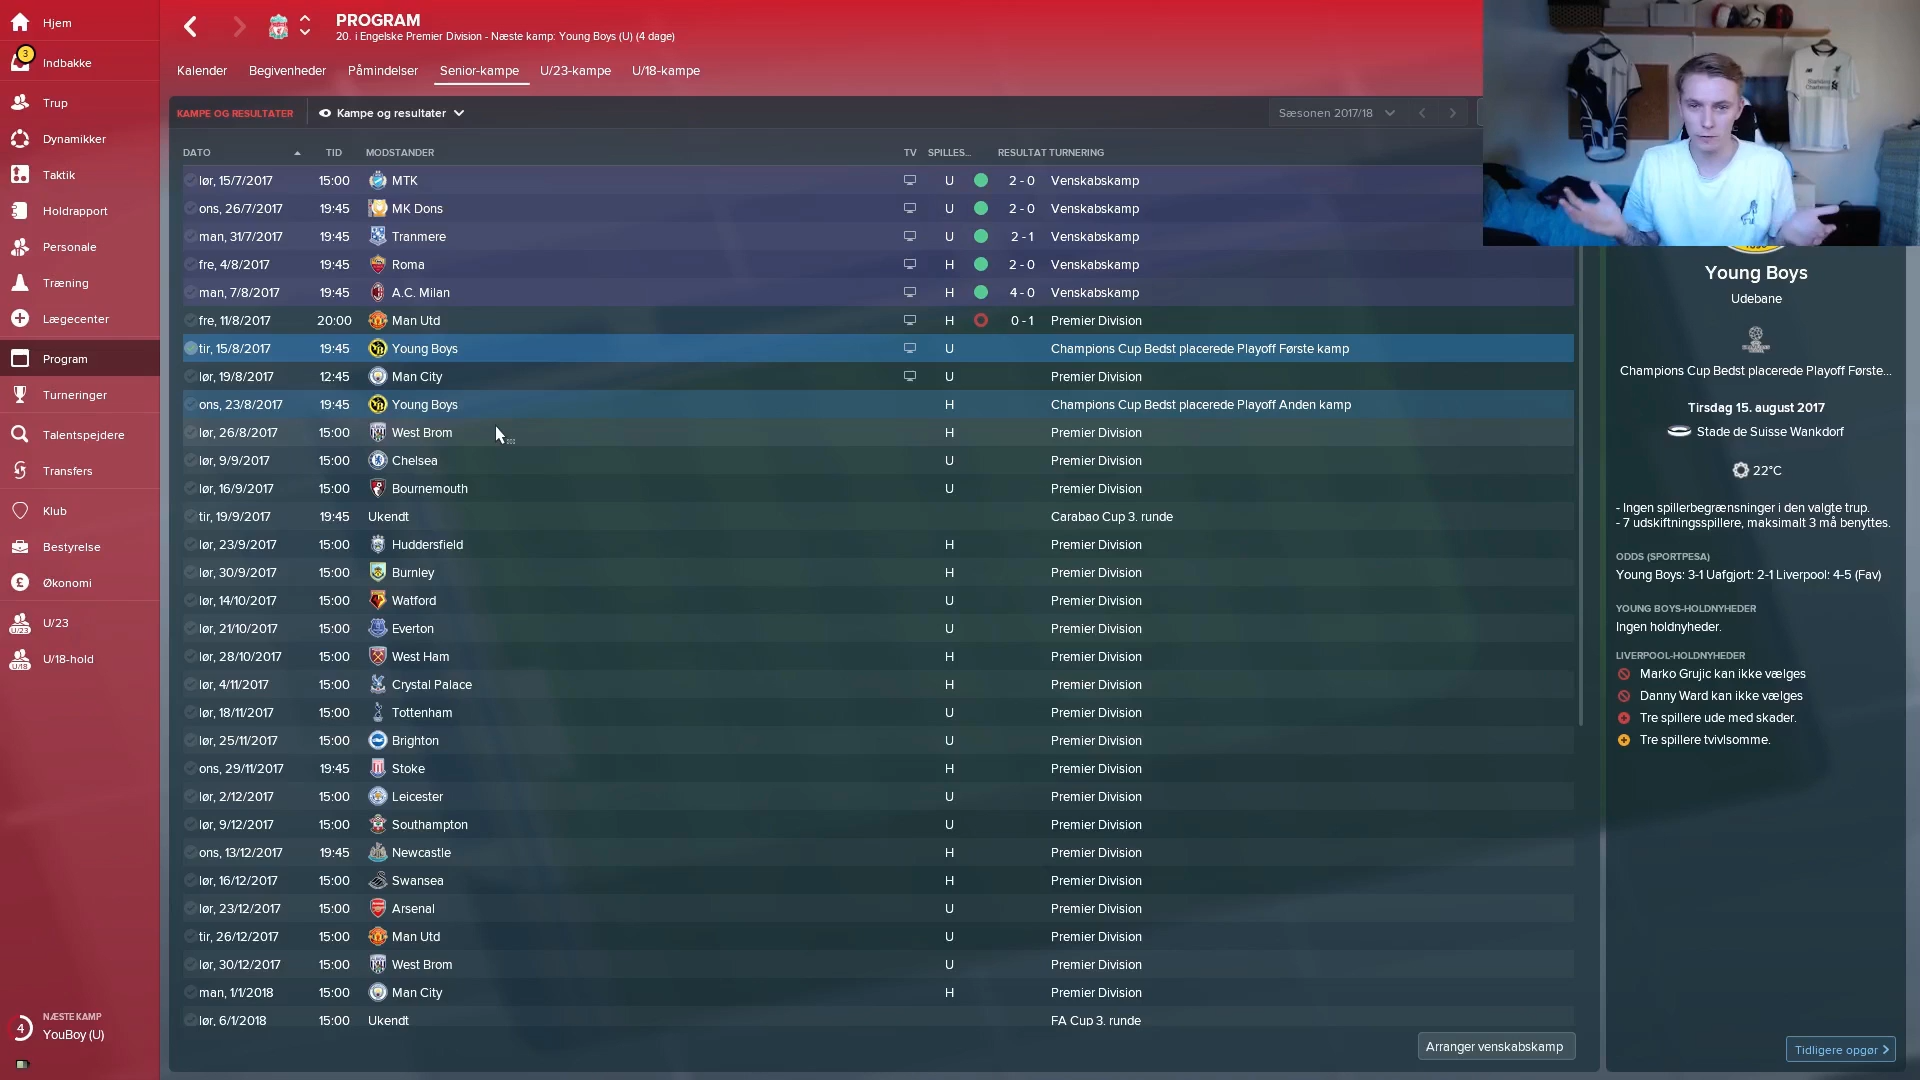 Hjem
3
Indbakke
Trup
Dynamikker
Taktik
Holdrapport
Personale
Træning
Lægecenter
Program
Turneringer
Talentspejdere
Transfers
Klub
Bestyrelse
Økonomi
U/23
U/23
U/18
U/18-hold
4
NÆSTE KAMP
YouBoy (U)
PROGRAM
20. i Engelske Premier Division - Næste kamp: Young Boys (U) (4 dage)
Kalender Begivenheder Påmindelser Senior-kampe U/23-kampe U/18-kampe
KAMPE OG RESULTATER Kampe og resultater Sæsonen 2017/18
DATO TID MODSTANDER TV SPILLES... RESULTAT TURNERING
lør, 15/7/2017 15:00 MTK U 2 - 0 Venskabskamp
ons, 26/7/2017 19:45 MK Dons U 2 - 0 Venskabskamp
man, 31/7/2017 19:45 Tranmere U 2 - 1 Venskabskamp
fre, 4/8/2017 19:45 Roma H 2 - 0 Venskabskamp
man, 7/8/2017 19:45 A.C. Milan H 4 - 0 Venskabskamp
fre, 11/8/2017 20:00 Man Utd H 0 - 1 Premier Division
tir, 15/8/2017 19:45 Young Boys U Champions Cup Bedst placerede Playoff Første kamp
lør, 19/8/2017 12:45 Man City U Premier Division
ons, 23/8/2017 19:45 Young Boys H Champions Cup Bedst placerede Playoff Anden kamp
lør, 26/8/2017 15:00 West Brom H Premier Division
lør, 9/9/2017 15:00 Chelsea U Premier Division
lør, 16/9/2017 15:00 Bournemouth U Premier Division
tir, 19/9/2017 19:45 Ukendt Carabao Cup 3. runde
lør, 23/9/2017 15:00 Huddersfield H Premier Division
lør, 30/9/2017 15:00 Burnley H Premier Division
lør, 14/10/2017 15:00 Watford U Premier Division
lør, 21/10/2017 15:00 Everton U Premier Division
lør, 28/10/2017 15:00 West Ham H Premier Division
lør, 4/11/2017 15:00 Crystal Palace H Premier Division
lør, 18/11/2017 15:00 Tottenham U Premier Division
lør, 25/11/2017 15:00 Brighton U Premier Division
ons, 29/11/2017 19:45 Stoke H Premier Division
lør, 2/12/2017 15:00 Leicester U Premier Division
lør, 9/12/2017 15:00 Southampton U Premier Division
ons, 13/12/2017 19:45 Newcastle H Premier Division
lør, 16/12/2017 15:00 Swansea H Premier Division
lør, 23/12/2017 15:00 Arsenal U Premier Division
tir, 26/12/2017 15:00 Man Utd U Premier Division
lør, 30/12/2017 15:00 West Brom U Premier Division
man, 1/1/2018 15:00 Man City H Premier Division
lør, 6/1/2018 15:00 Ukendt FA Cup 3. runde
Arranger venskabskamp
Young Boys
Udebane
Champions Cup Bedst placerede Playoff Første...
Tirsdag 15. august 2017
Stade de Suisse Wankdorf
22°C
- Ingen spillerbegrænsninger i den valgte trup.
- 7 udskiftningsspillere, maksimalt 3 må benyttes.
ODDS (SPORTPESA)
Young Boys: 3-1 Uafgjort: 2-1 Liverpool: 4-5 (Fav)
YOUNG BOYS-HOLDNYHEDER
Ingen holdnyheder.
LIVERPOOL-HOLDNYHEDER
Marko Grujic kan ikke vælges
Danny Ward kan ikke vælges
Tre spillere ude med skader.
Tre spillere tvivlsomme.
Tidligere opgør